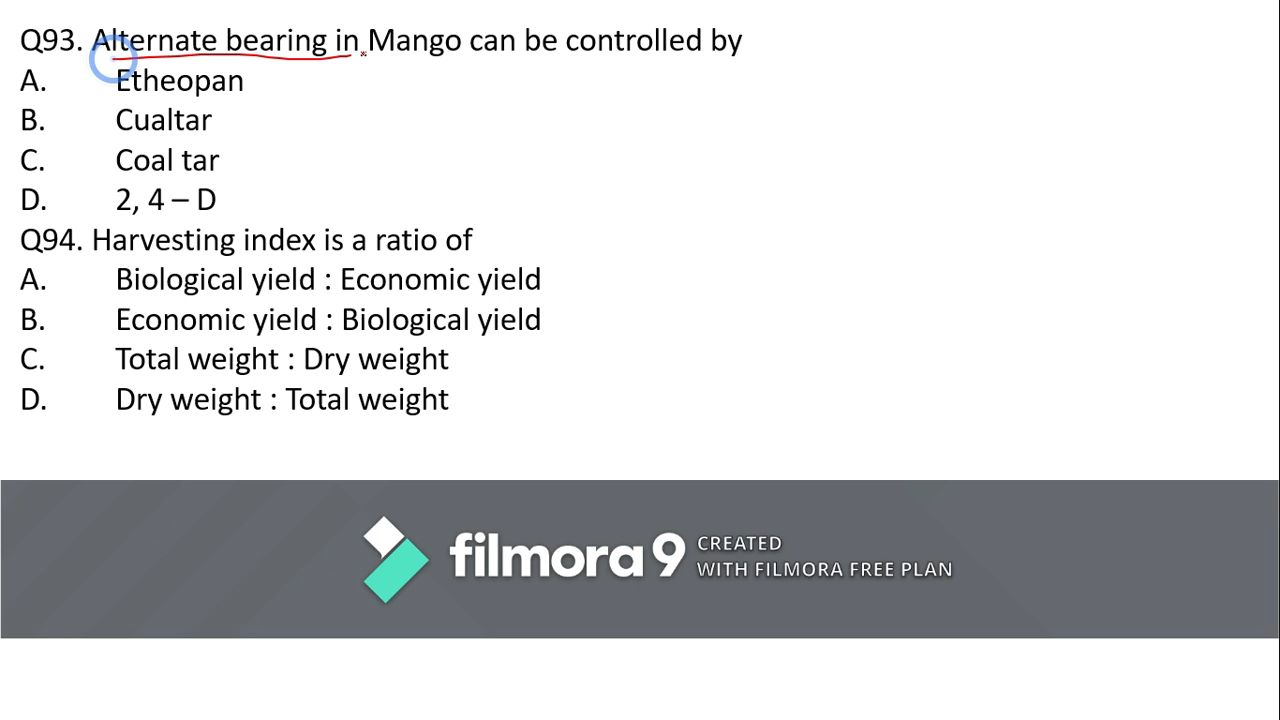 Q93. Alternate bearing in Mango can be controlled by
A. Etheopan
B. Cualtar
C. Coal tar
D. 2, 4 – D
Q94. Harvesting index is a ratio of
A. Biological yield : Economic yield
B. Economic yield : Biological yield
C. Total weight : Dry weight
D. Dry weight : Total weight
filmora 9 CREATED
WITH FILMORA FREE PLAN